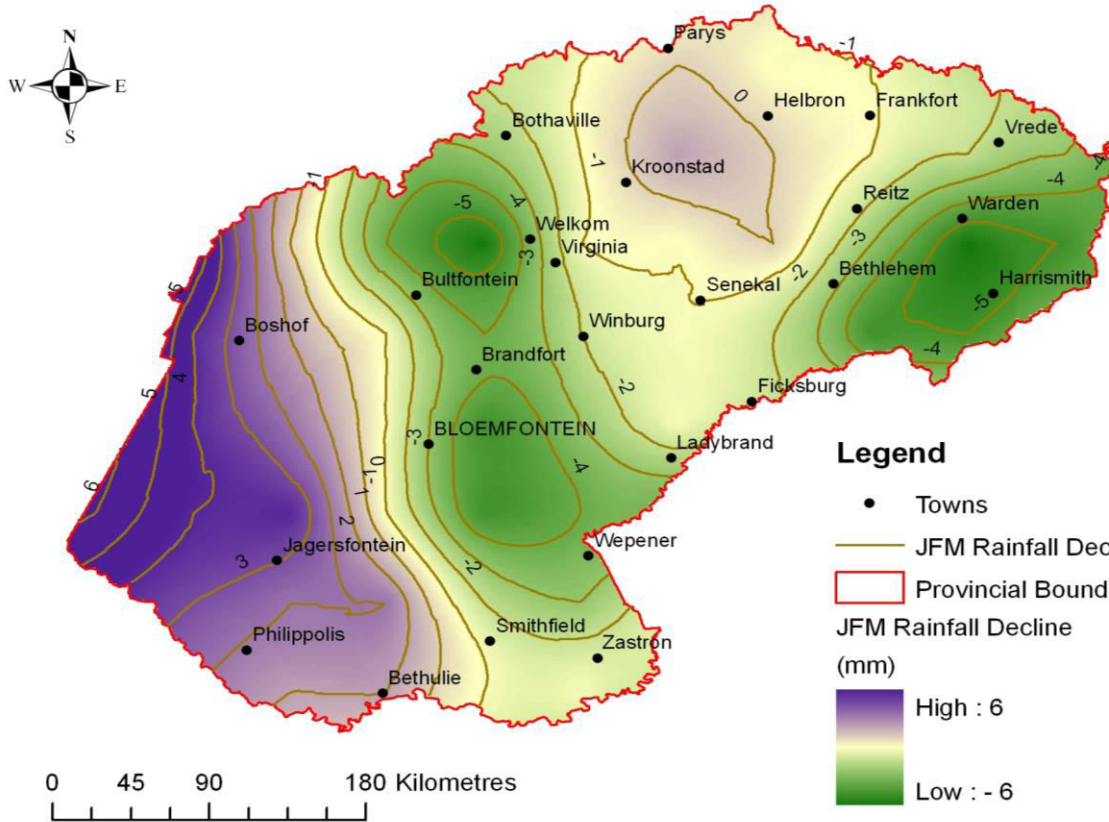 N
W E
S
Parys
-1
0
Helbron
Frankfort
Bothaville
Vrede
-1
Kroonstad
-4
-4
-1
-5
-4
Reitz
Warden
Welkom
-3
-3
Virginia
-2
Bethlehem
Bultfontein
Senekal
Harrismith
-5
6
Boshof
Winburg
Brandfort
-4
5
4
-2
Ficksburg
-3
BLOEMFONTEIN
Ladybrand
-4
6
0
-1
1
2
Jagersfontein
3
-2
Wepener
Philippolis
Smithfield
Zastron
Bethulie
Legend
Towns
JFM Rainfall Dec
Provincial Bound
JFM Rainfall Decline
(mm)
High : 6
Low : - 6
0 45 90 180 Kilometres